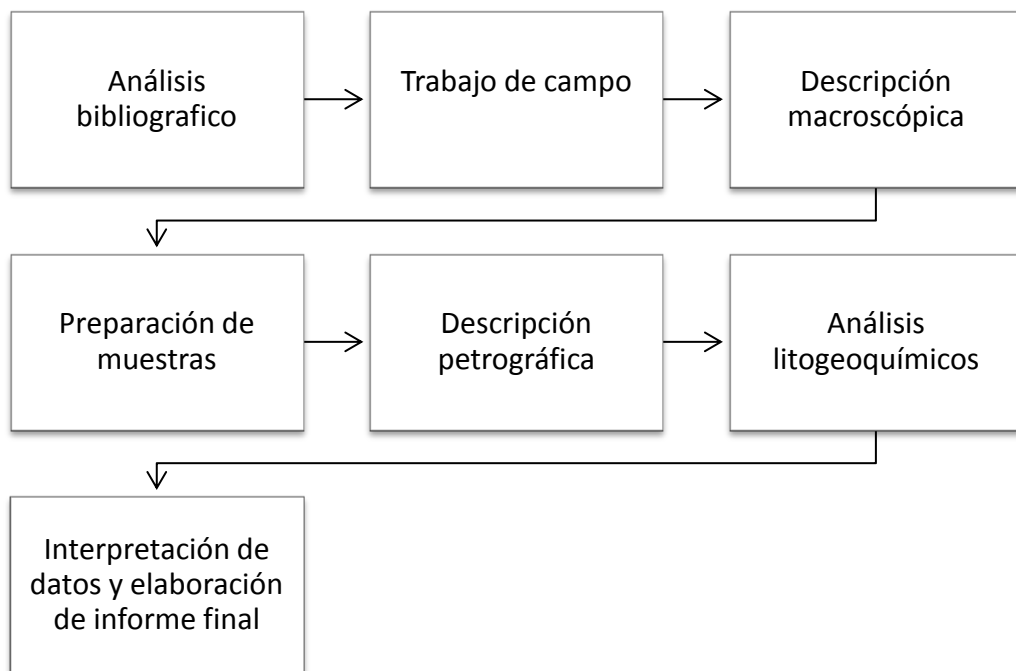 Análisis
bibliografico
Trabajo de campo
Descripción
macroscópica
Preparación de
muestras
Descripción
petrográfica
Análisis
litogeoquímicos
Interpretación de
datos y elaboración
de informe final